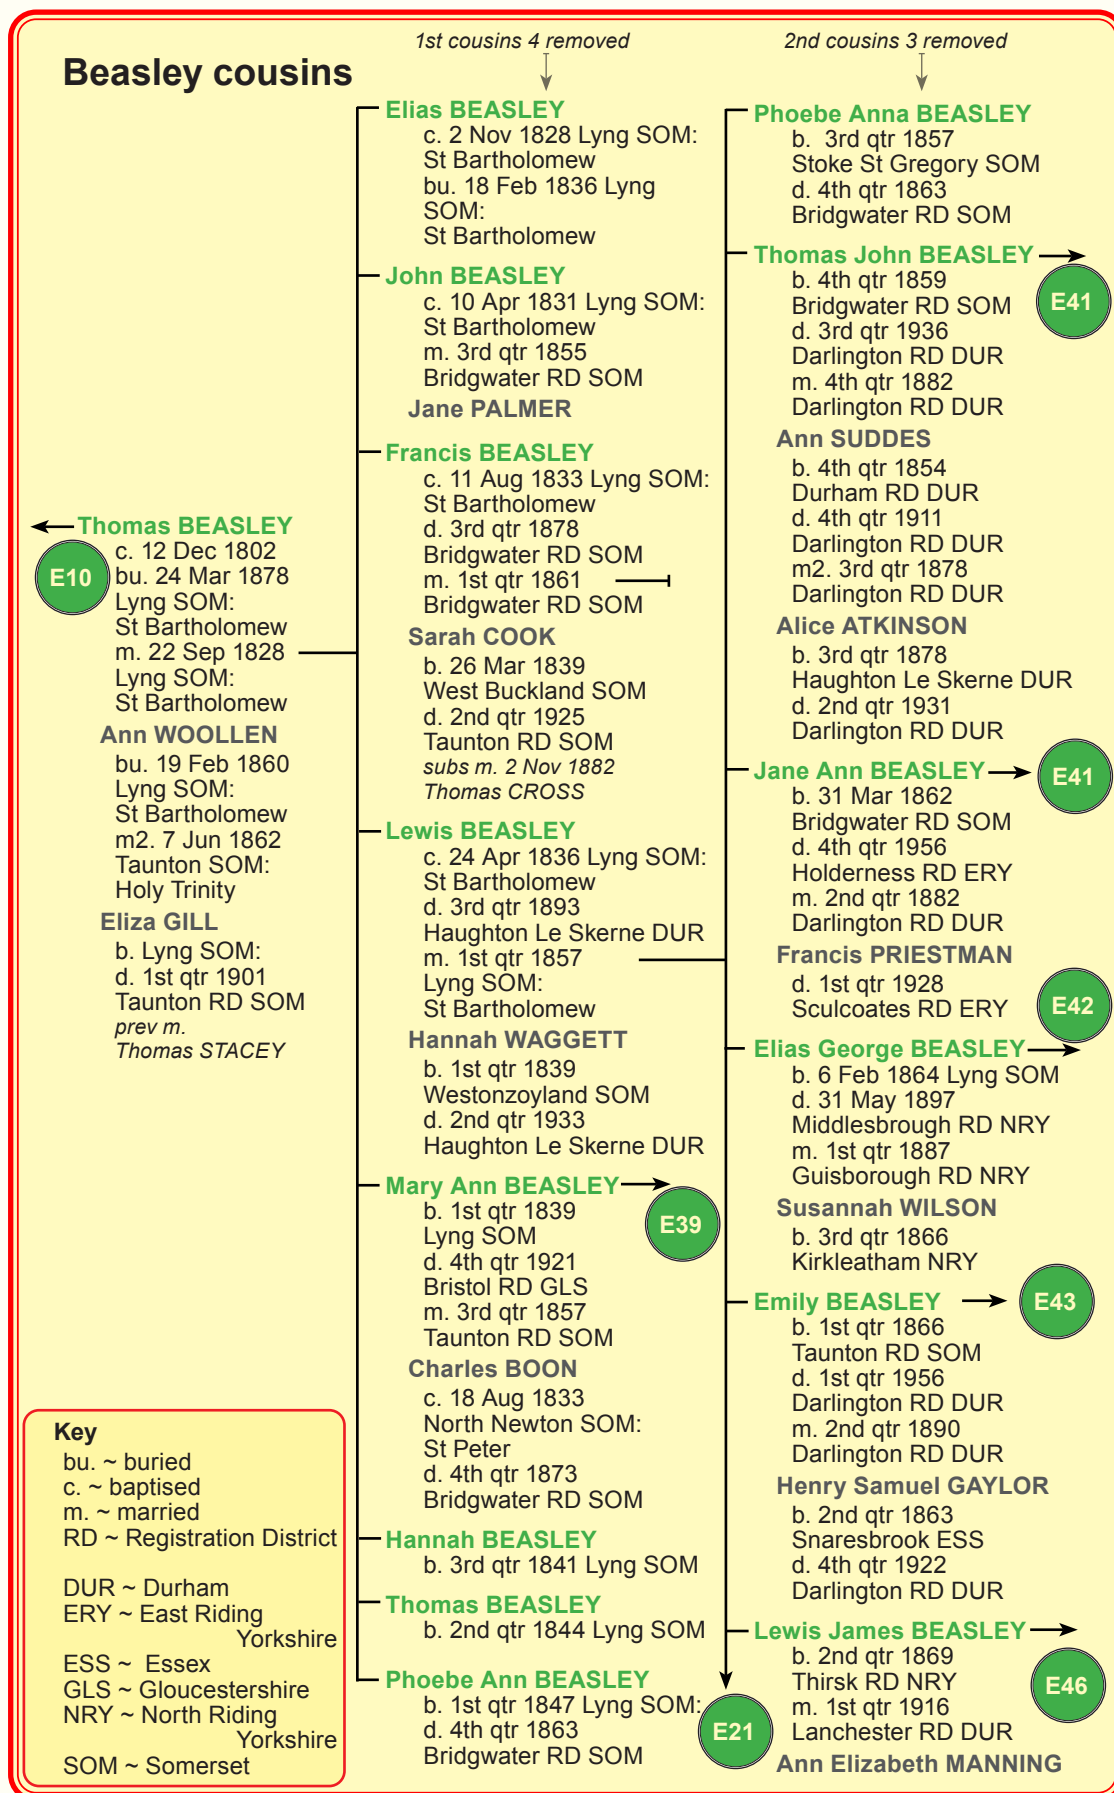 1st cousins 4 removed
2nd cousins 3 removed
Beasley cousins
Thomas BEASLEY
E10
c. 12 Dec 1802
bu. 24 Mar 1878
Lyng SOM:
St Bartholomew
m. 22 Sep 1828
Lyng SOM:
St Bartholomew
Ann WOOLLEN
bu. 19 Feb 1860
Lyng SOM:
St Bartholomew
m2. 7 Jun 1862
Taunton SOM:
Holy Trinity
Eliza GILL
b. Lyng SOM:
d. 1st qtr 1901
Taunton RD SOM
prev m.
Thomas STACEY
Key
bu. ~ buried
c. ~ baptised
m. ~ married
RD ~ Registration District
DUR ~ Durham
ERY ~ East Riding
Yorkshire
ESS ~ Essex
GLS ~ Gloucestershire
NRY ~ North Riding
Yorkshire
SOM ~ Somerset
Elias BEASLEY
c. 2 Nov 1828 Lyng SOM:
St Bartholomew
bu. 18 Feb 1836 Lyng
SOM:
St Bartholomew
John BEASLEY
c. 10 Apr 1831 Lyng SOM:
St Bartholomew
m. 3rd qtr 1855
Bridgwater RD SOM
Jane PALMER
Francis BEASLEY
c. 11 Aug 1833 Lyng SOM:
St Bartholomew
d. 3rd qtr 1878
Bridgwater RD SOM
m. 1st qtr 1861
Bridgwater RD SOM
Sarah COOK
b. 26 Mar 1839
West Buckland SOM
d. 2nd qtr 1925
Taunton RD SOM
subs m. 2 Nov 1882
Thomas CROSS
Lewis BEASLEY
c. 24 Apr 1836 Lyng SOM:
St Bartholomew
d. 3rd qtr 1893
Haughton Le Skerne DUR
m. 1st qtr 1857
Lyng SOM:
St Bartholomew
Hannah WAGGETT
b. 1st qtr 1839
Westonzoyland SOM
d. 2nd qtr 1933
Haughton Le Skerne DUR
Mary Ann BEASLEY
E39
b. 1st qtr 1839
Lyng SOM
d. 4th qtr 1921
Bristol RD GLS
m. 3rd qtr 1857
Taunton RD SOM
Charles BOON
c. 18 Aug 1833
North Newton SOM:
St Peter
d. 4th qtr 1873
Bridgwater RD SOM
Hannah BEASLEY
b. 3rd qtr 1841 Lyng SOM
Thomas BEASLEY
b. 2nd qtr 1844 Lyng SOM
Phoebe Ann BEASLEY
b. 1st qtr 1847 Lyng SOM:
d. 4th qtr 1863
Bridgwater RD SOM
E21
Phoebe Anna BEASLEY
b. 3rd qtr 1857
Stoke St Gregory SOM
d. 4th qtr 1863
Bridgwater RD SOM
Thomas John BEASLEY
E41
b. 4th qtr 1859
Bridgwater RD SOM
d. 3rd qtr 1936
Darlington RD DUR
m. 4th qtr 1882
Darlington RD DUR
Ann SUDDES
b. 4th qtr 1854
Durham RD DUR
d. 4th qtr 1911
Darlington RD DUR
m2. 3rd qtr 1878
Darlington RD DUR
Alice ATKINSON
b. 3rd qtr 1878
Haughton Le Skerne DUR
d. 2nd qtr 1931
Darlington RD DUR
Jane Ann BEASLEY
E41
b. 31 Mar 1862
Bridgwater RD SOM
d. 4th qtr 1956
Holderness RD ERY
m. 2nd qtr 1882
Darlington RD DUR
Francis PRIESTMAN
d. 1st qtr 1928
Sculcoates RD ERY
E42
Elias George BEASLEY
b. 6 Feb 1864 Lyng SOM
d. 31 May 1897
Middlesbrough RD NRY
m. 1st qtr 1887
Guisborough RD NRY
Susannah WILSON
b. 3rd qtr 1866
Kirkleatham NRY
Emily BEASLEY
E43
b. 1st qtr 1866
Taunton RD SOM
d. 1st qtr 1956
Darlington RD DUR
m. 2nd qtr 1890
Darlington RD DUR
Henry Samuel GAYLOR
b. 2nd qtr 1863
Snaresbrook ESS
d. 4th qtr 1922
Darlington RD DUR
Lewis James BEASLEY
E46
b. 2nd qtr 1869
Thirsk RD NRY
m. 1st qtr 1916
Lanchester RD DUR
Ann Elizabeth MANNING